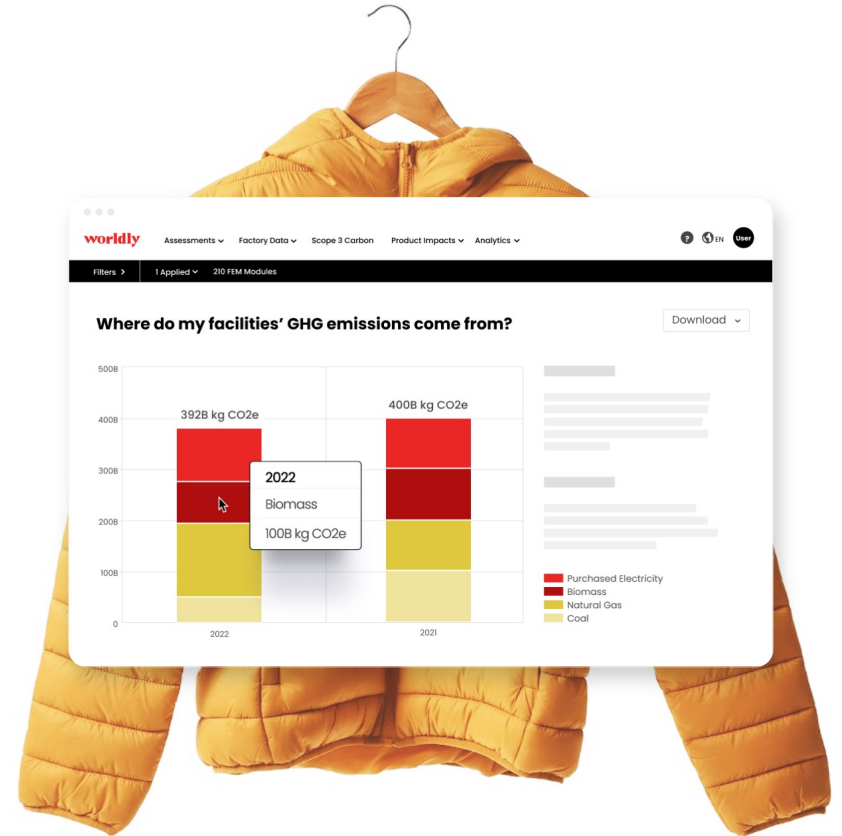 worldly
Assessments Factory Data Scope 3 Carbon Product Impacts Analytics ? EN User
Filters 1 Applied 210 FEM Modules
Where do my facilities’ GHG emissions come from?
Download
500B
400B
300B
200B
100B
0
392B kg CO2e
400B kg CO2e
2022
Biomass
100B kg CO2e
2022 2021
Purchased Electricity
Biomass
Natural Gas
Coal